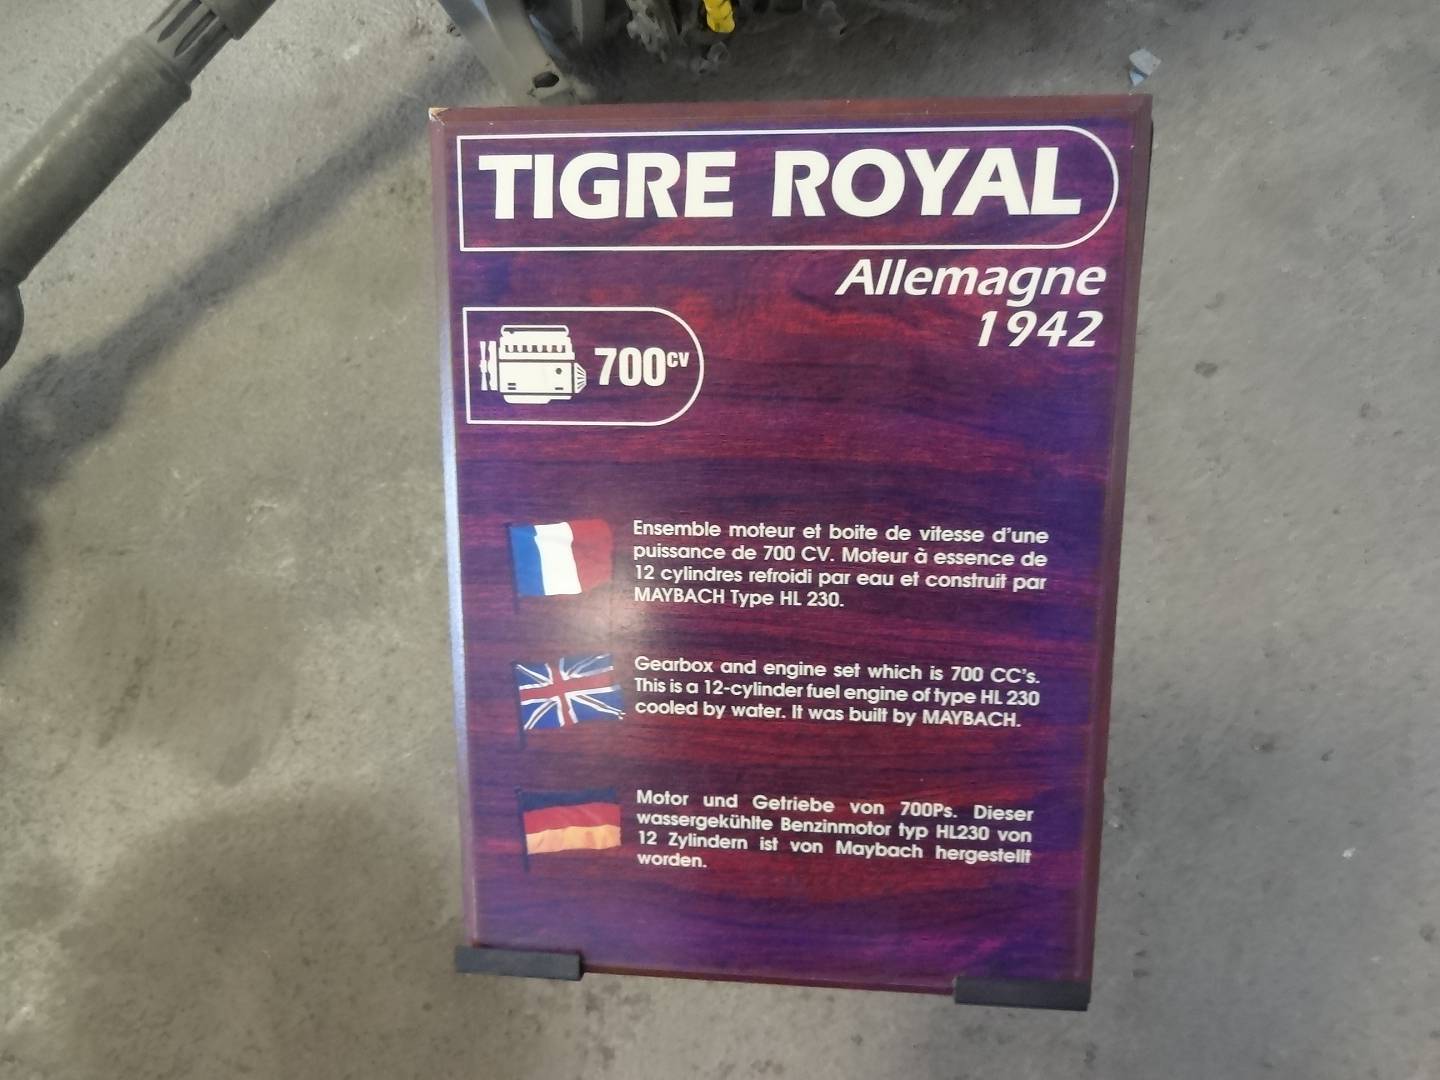 TIGRE ROYAL
Allemagne
1942
700CV
Ensemble moteur et boite de vitesse d'une
puissance de 700 CV. Moteur à essence de
12 cylindres refroidi par eau et construit par
MAYBACH Type HL 230.
Gearbox and engine set which is 700 CC's.
This is a 12-cylinder fuel engine of type HL 230
cooled by water. It was built by MAYBACH.
Motor und Getriebe von 700Ps. Dieser
wassergekühlte Benzinmotor typ HL230 von
12 Zylindern ist von Maybach hergestellt
worden.